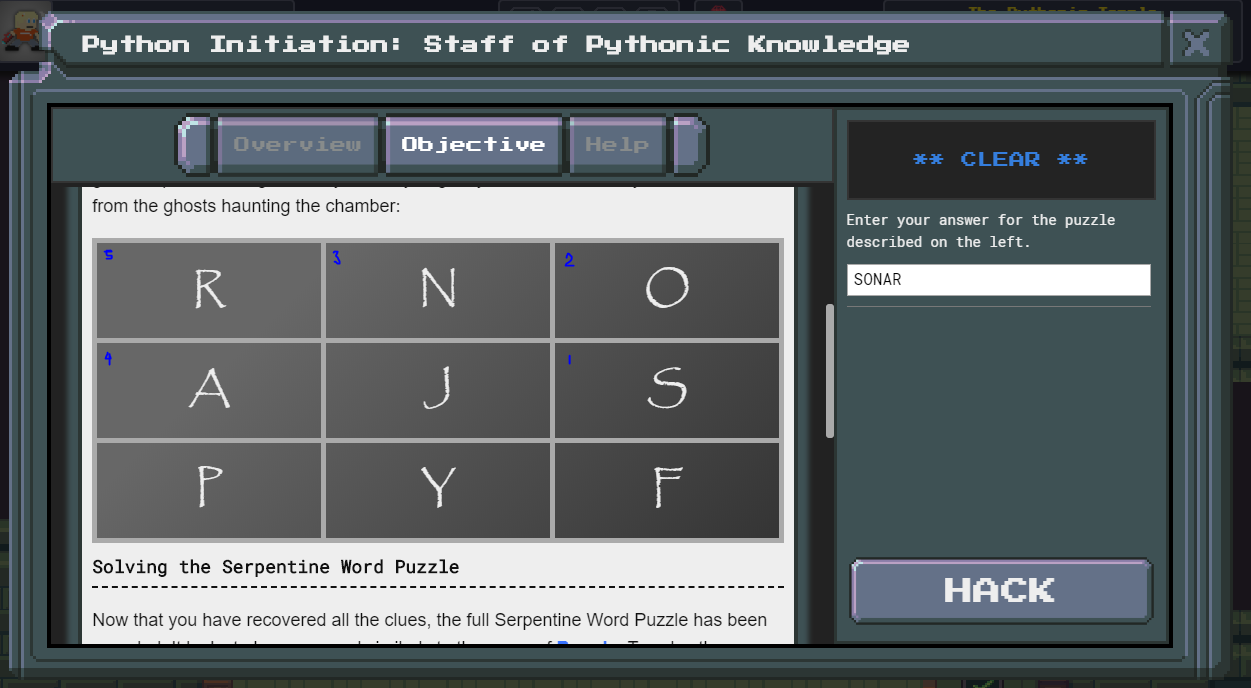 Python Initiation: Staff of Pythonic Knowledge
Overview
Objective
Help
** CLEAR **
from the ghosts haunting the chamber:
Enter your answer for the puzzle
described on the left.
SONAR
5 R 3 N 2 O
4 A J 1 S
P Y F
Solving the Serpentine Word Puzzle
Now that you have recovered all the clues, the full Serpentine Word Puzzle has been
HACK